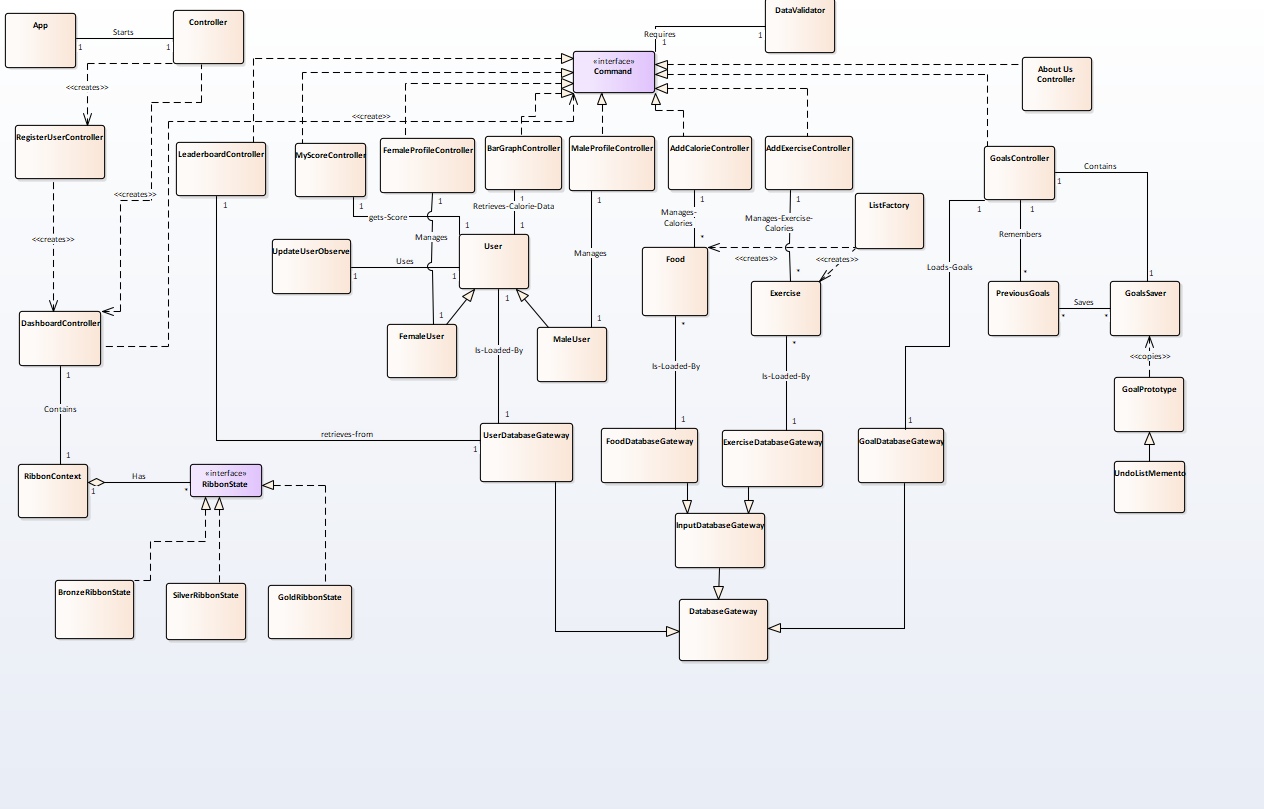 DataValidator
App
Controller
Starts
1
1
Requires
1
1
«interface»
Command
About Us
Controller
<<creates>>
<<create>>
RegisterUserController
LeaderboardController
MyScoreController
FemaleProfileController
BarGraphController
MaleProfileController
AddCalorieController
AddExerciseController
GoalsController
Contains
1
<<creates>>
1
1
1
1
1
1
1
1
1
Retrieves-Calorie-Data
gets-Score
Manages-
Calories
Manages-Exercise-
Calories
ListFactory
1
1
Manages
Remembers
<<creates>>
UpdateUserObserve
Uses
User
Manages
*
Food
<<creates>>
<<creates>>
Loads-Goals
1
1
*
*
1
Exercise
PreviousGoals
Saves
GoalsSaver
1
*
*
DashboardController
1
1
*
*
FemaleUser
MaleUser
Is-Loaded-By
<<copies>>
Is-Loaded-By
Is-Loaded-By
1
GoalPrototype
Contains
1
1
1
1
retrieves-from
1
UserDatabaseGateway
FoodDatabaseGateway
ExerciseDatabaseGateway
GoalDatabaseGateway
1
RibbonContext
Has
1
*
«interface»
RibbonState
UndoListMemento
InputDatabaseGateway
BronzeRibbonState
SilverRibbonState
GoldRibbonState
DatabaseGateway